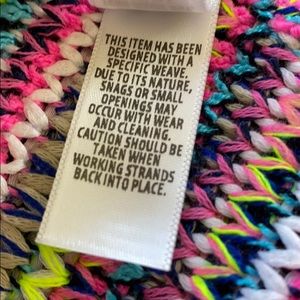 THIS ITEM HAS BEEN
DESIGNED WITH A
SPECIFIC WEAVE.
DUE TO ITS NATURE,
SNAGS OR SMALL
OPENINGS MAY
OCCUR WITH WEAR
AND CLEANING.
CAUTION SHOULD BE
TAKEN WHEN
WORKING STRANDS
BACK INTO PLACE.